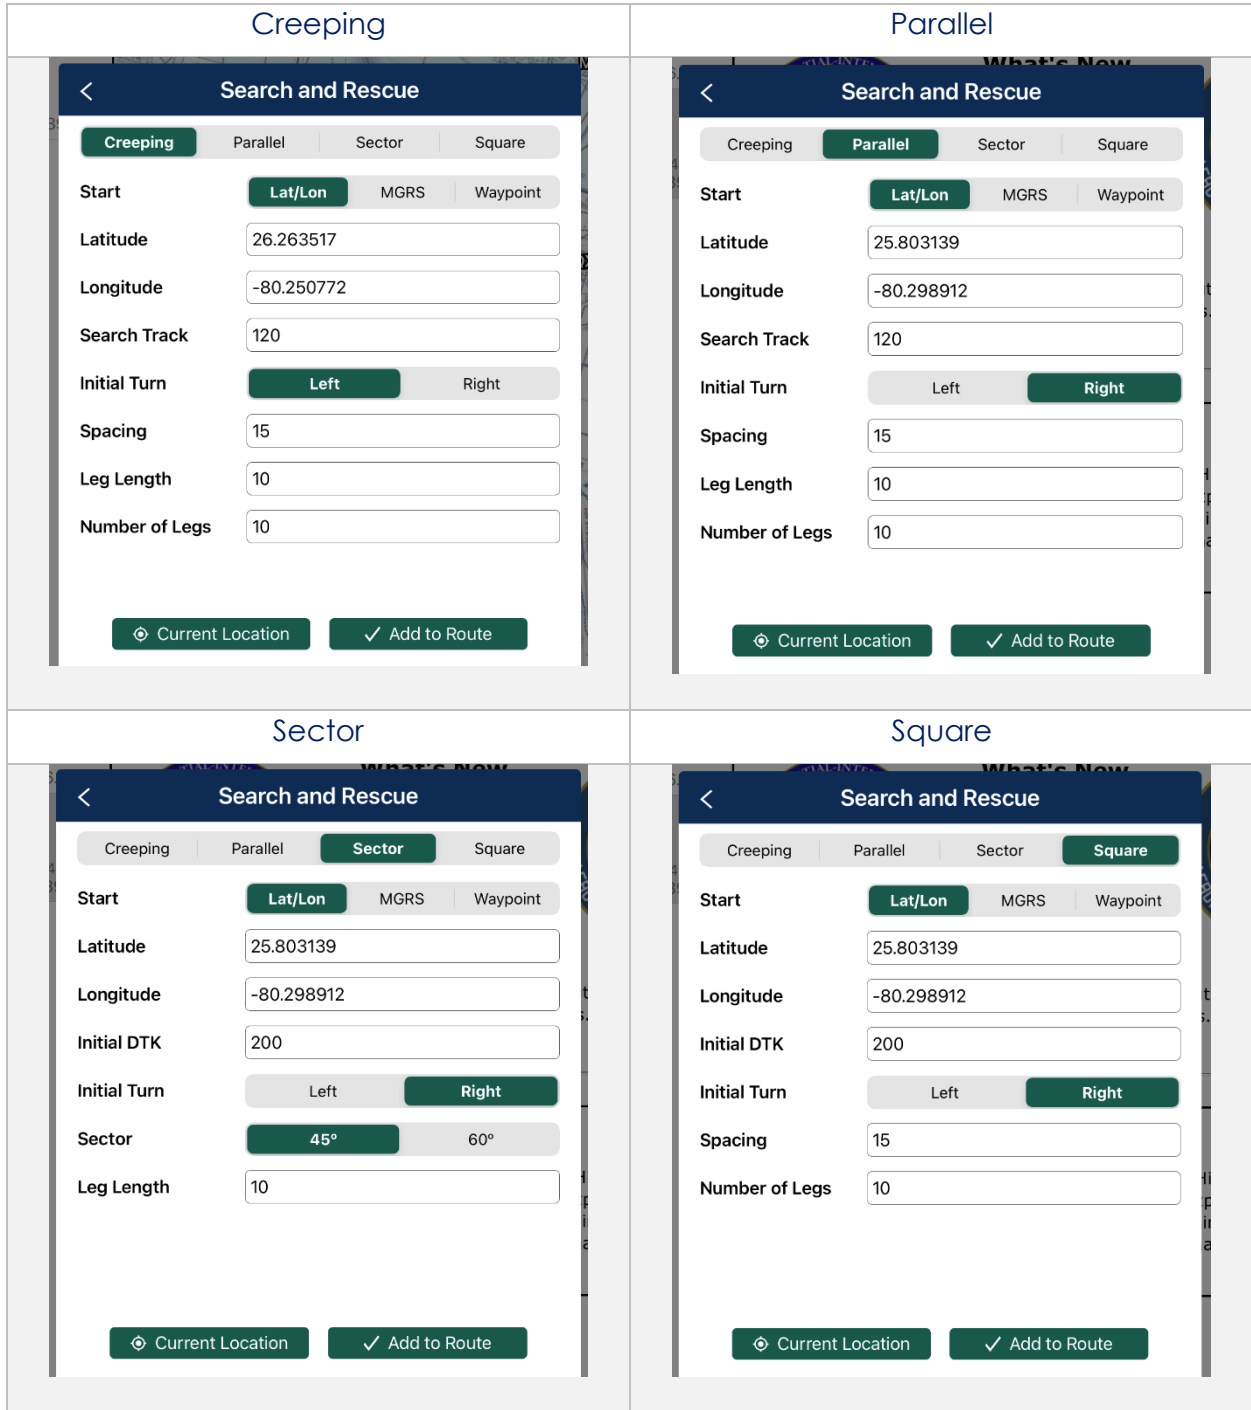 Creeping
Parallel
What's New
Search and Rescue
Creeping Parallel Sector Square
Start Lat/Lon MGRS Waypoint
Latitude 26.263517
Longitude -80.250772
Search Track 120
Initial Turn Left Right
Spacing 15
Leg Length 10
Number of Legs 10
Current Location Add to Route
Search and Rescue
Creeping Parallel Sector Square
Start Lat/Lon MGRS Waypoint
Latitude 25.803139
Longitude -80.298912
Search Track 120
Initial Turn Left Right
Spacing 15
Leg Length 10
Number of Legs 10
Current Location Add to Route
Sector
Square
What's New
What's New
Search and Rescue
Creeping Parallel Sector Square
Start Lat/Lon MGRS Waypoint
Latitude 25.803139
Longitude -80.298912
Initial DTK 200
Initial Turn Left Right
Sector 45° 60°
Leg Length 10
Current Location Add to Route
Search and Rescue
Creeping Parallel Sector Square
Start Lat/Lon MGRS Waypoint
Latitude 25.803139
Longitude -80.298912
Initial DTK 200
Initial Turn Left Right
Spacing 15
Number of Legs 10
Current Location Add to Route